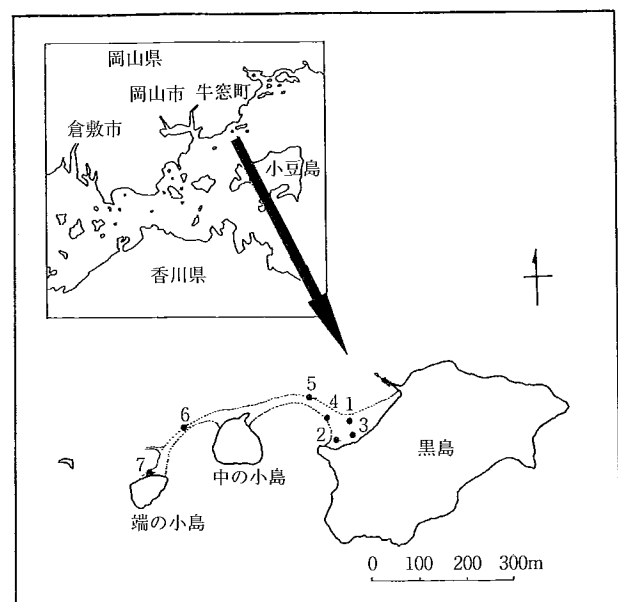 岡山県
岡山市 牛窓町
倉敷市
小豆島
香川県
5
4 1
6
2 3
黒島
7
中の小島
端の小島
0 100 200 300m